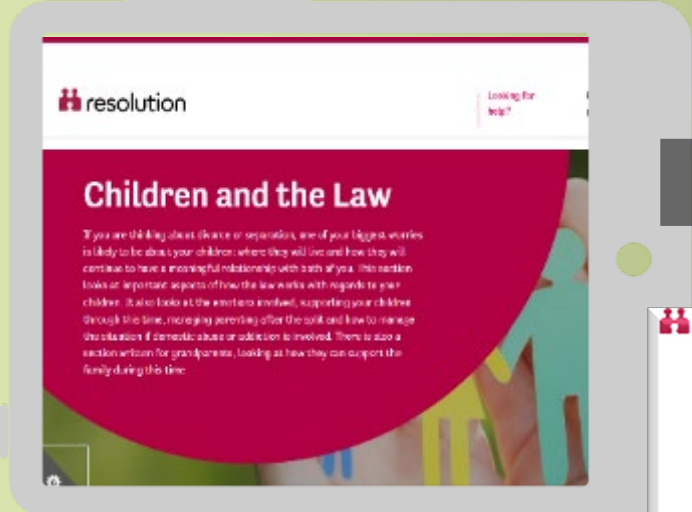 resolution
Looking for
help?
Children and the Law
If you are thinking about divorce or separation, one of your biggest worries
is likely to be about your children: where they will live and how they will
continue to have a meaningful relationship with both of you. This section
looks at important aspects of how the law works with regards to your
children. It also looks at the emotions involved, supporting your children
through this time, managing parenting after the split and how to manage
the situation if domestic abuse or addiction is involved. There is also a
section written for grandparents, looking at how they can support the
family during this time